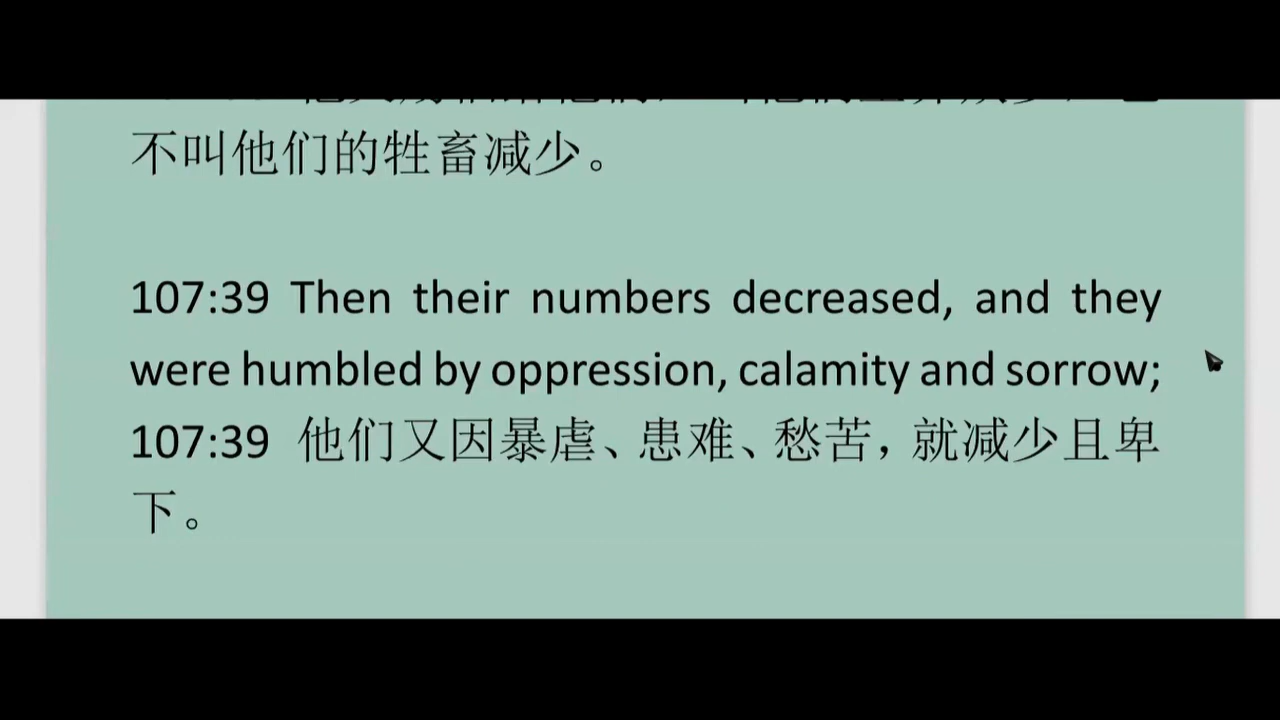 不叫他们的牲畜减少。
107:39 Then their numbers decreased, and they
were humbled by oppression, calamity and sorrow;
107:39 他们又因暴虐、患难、愁苦，就减少且卑
下。